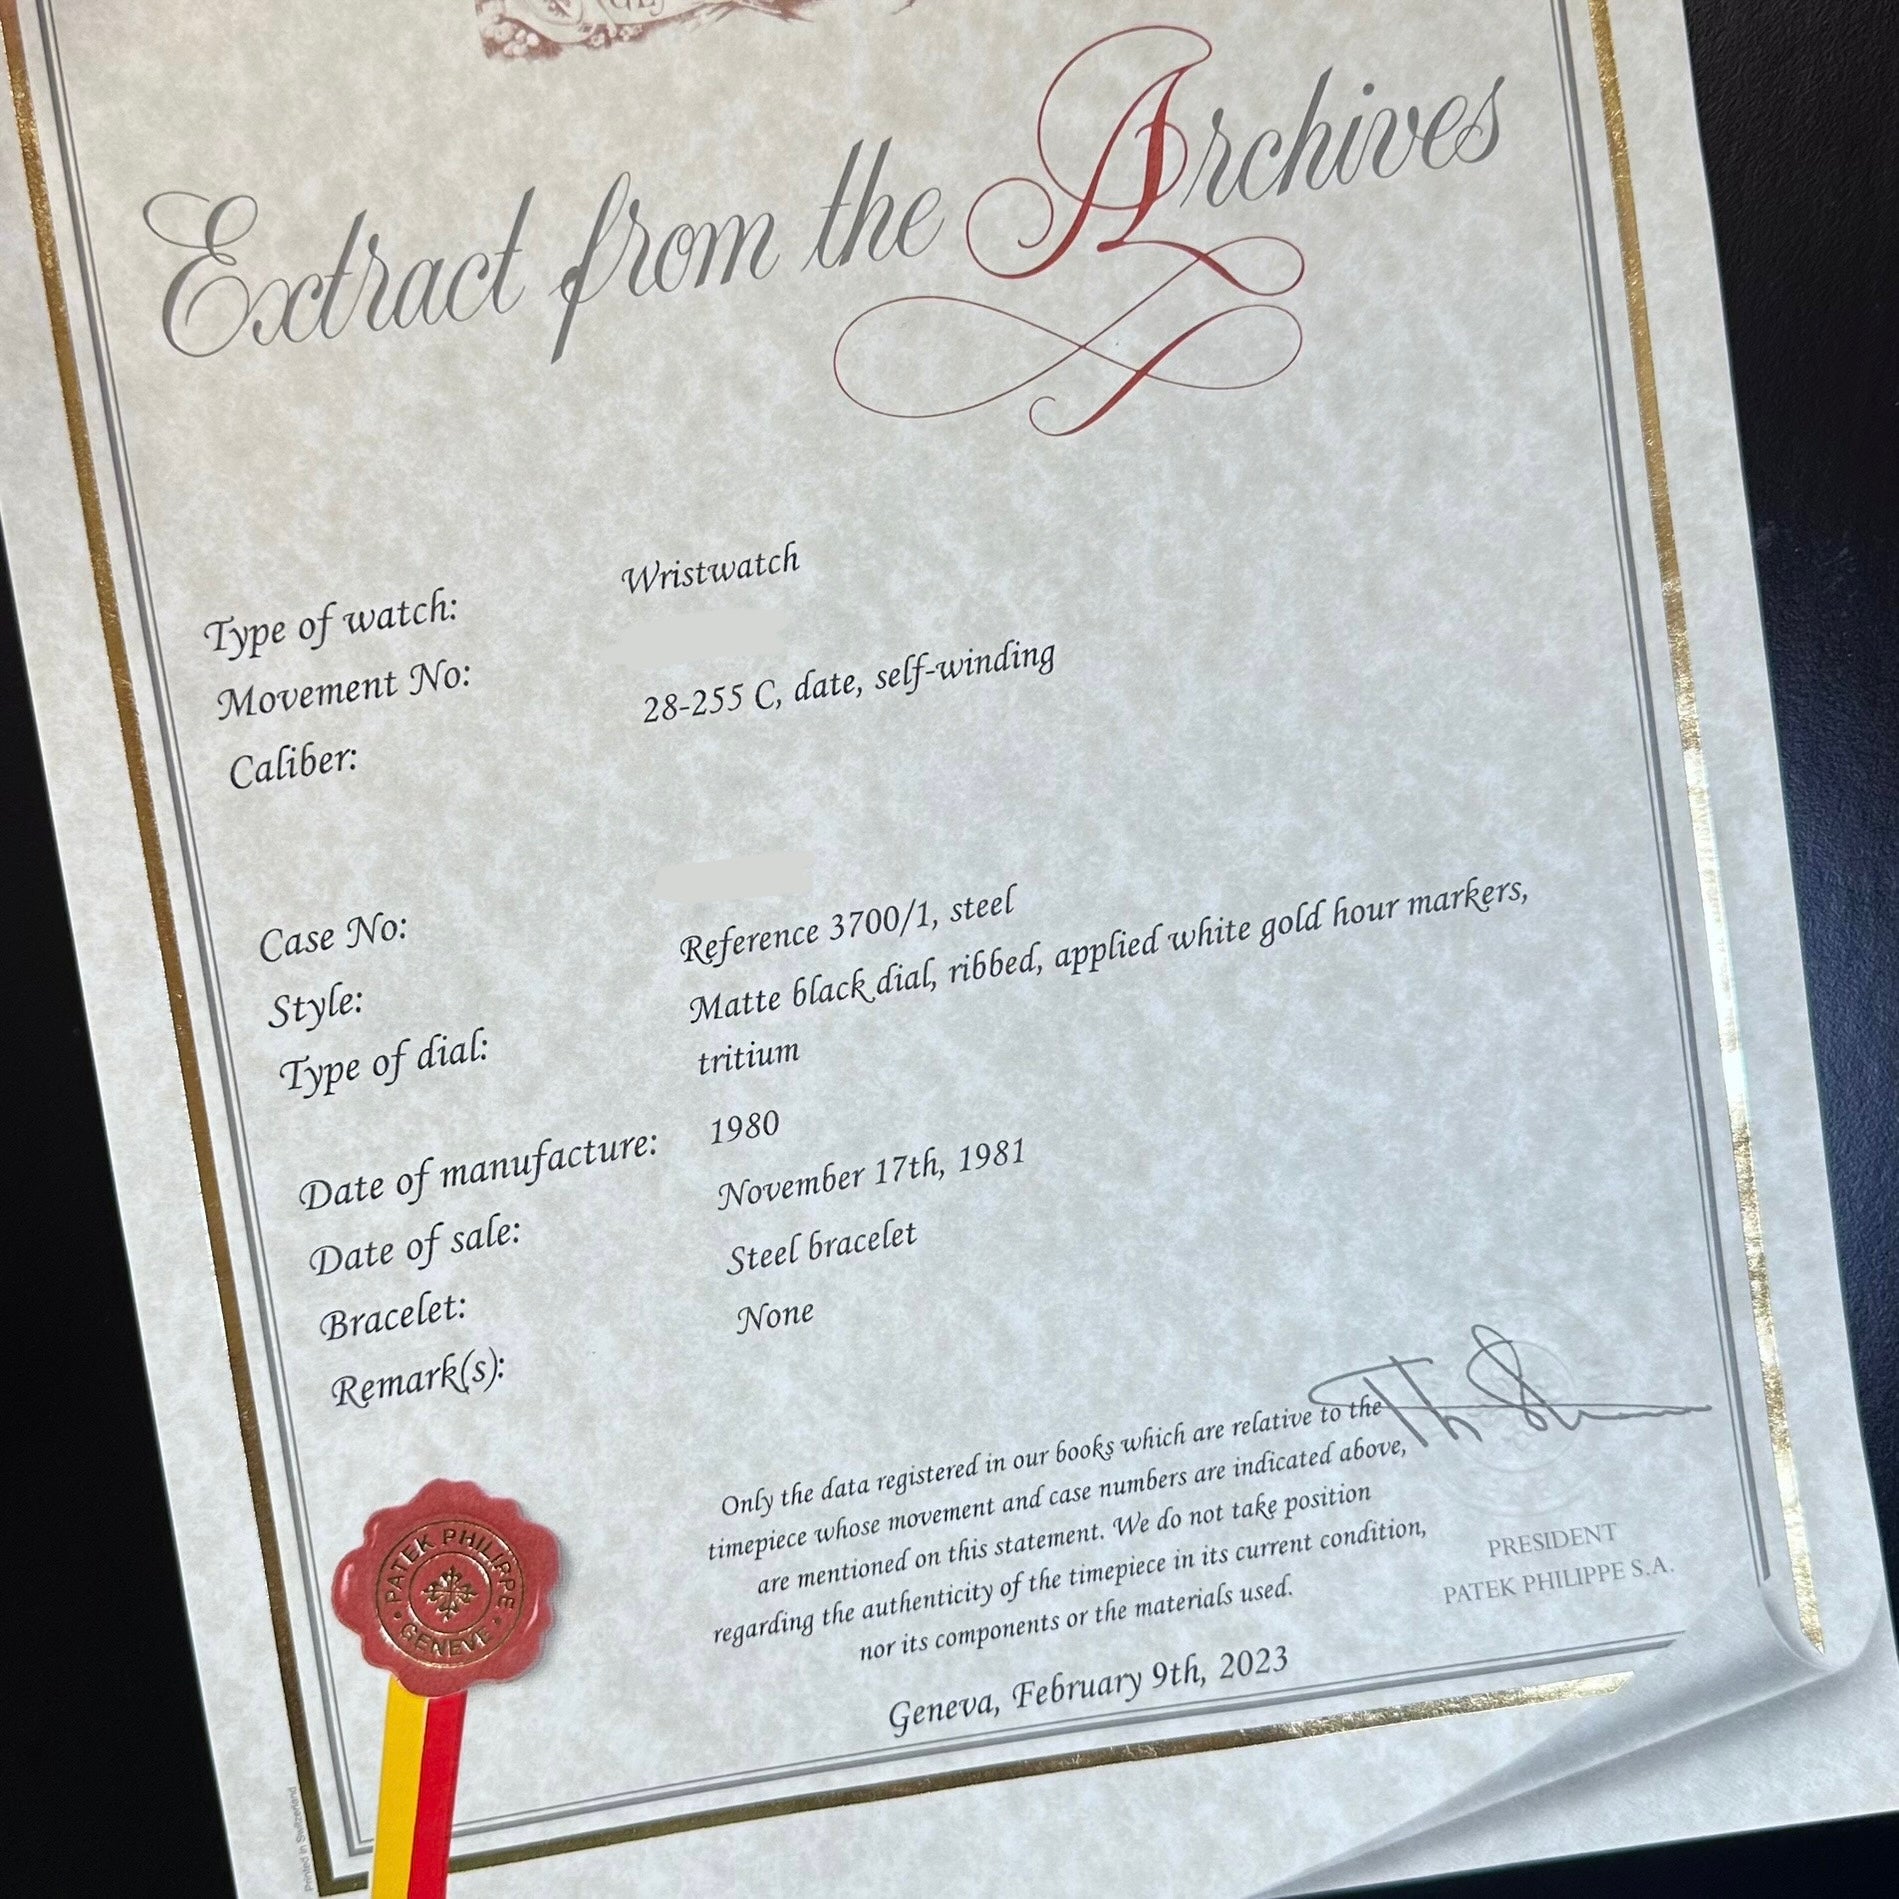 Extract from the Archives
Type of watch: Wristwatch
Movement No:
Caliber: 28-255 C, date, self-winding
Case No:
Style: Reference 3700/1, steel
Type of dial: Matte black dial, ribbed, applied white gold hour markers,
tritium
Date of manufacture: 1980
Date of sale: November 17th, 1981
Bracelet: Steel bracelet
Remark(s): None
Only the data registered in our books which are relative to the
timepiece whose movement and case numbers are indicated above,
are mentioned on this statement. We do not take position
regarding the authenticity of the timepiece in its current condition,
nor its components or the materials used.
Geneva, February 9th, 2023
PRESIDENT
PATEK PHILIPPE S.A.
PATEK PHILIPPE
GENEVE
Printed in Switzerland